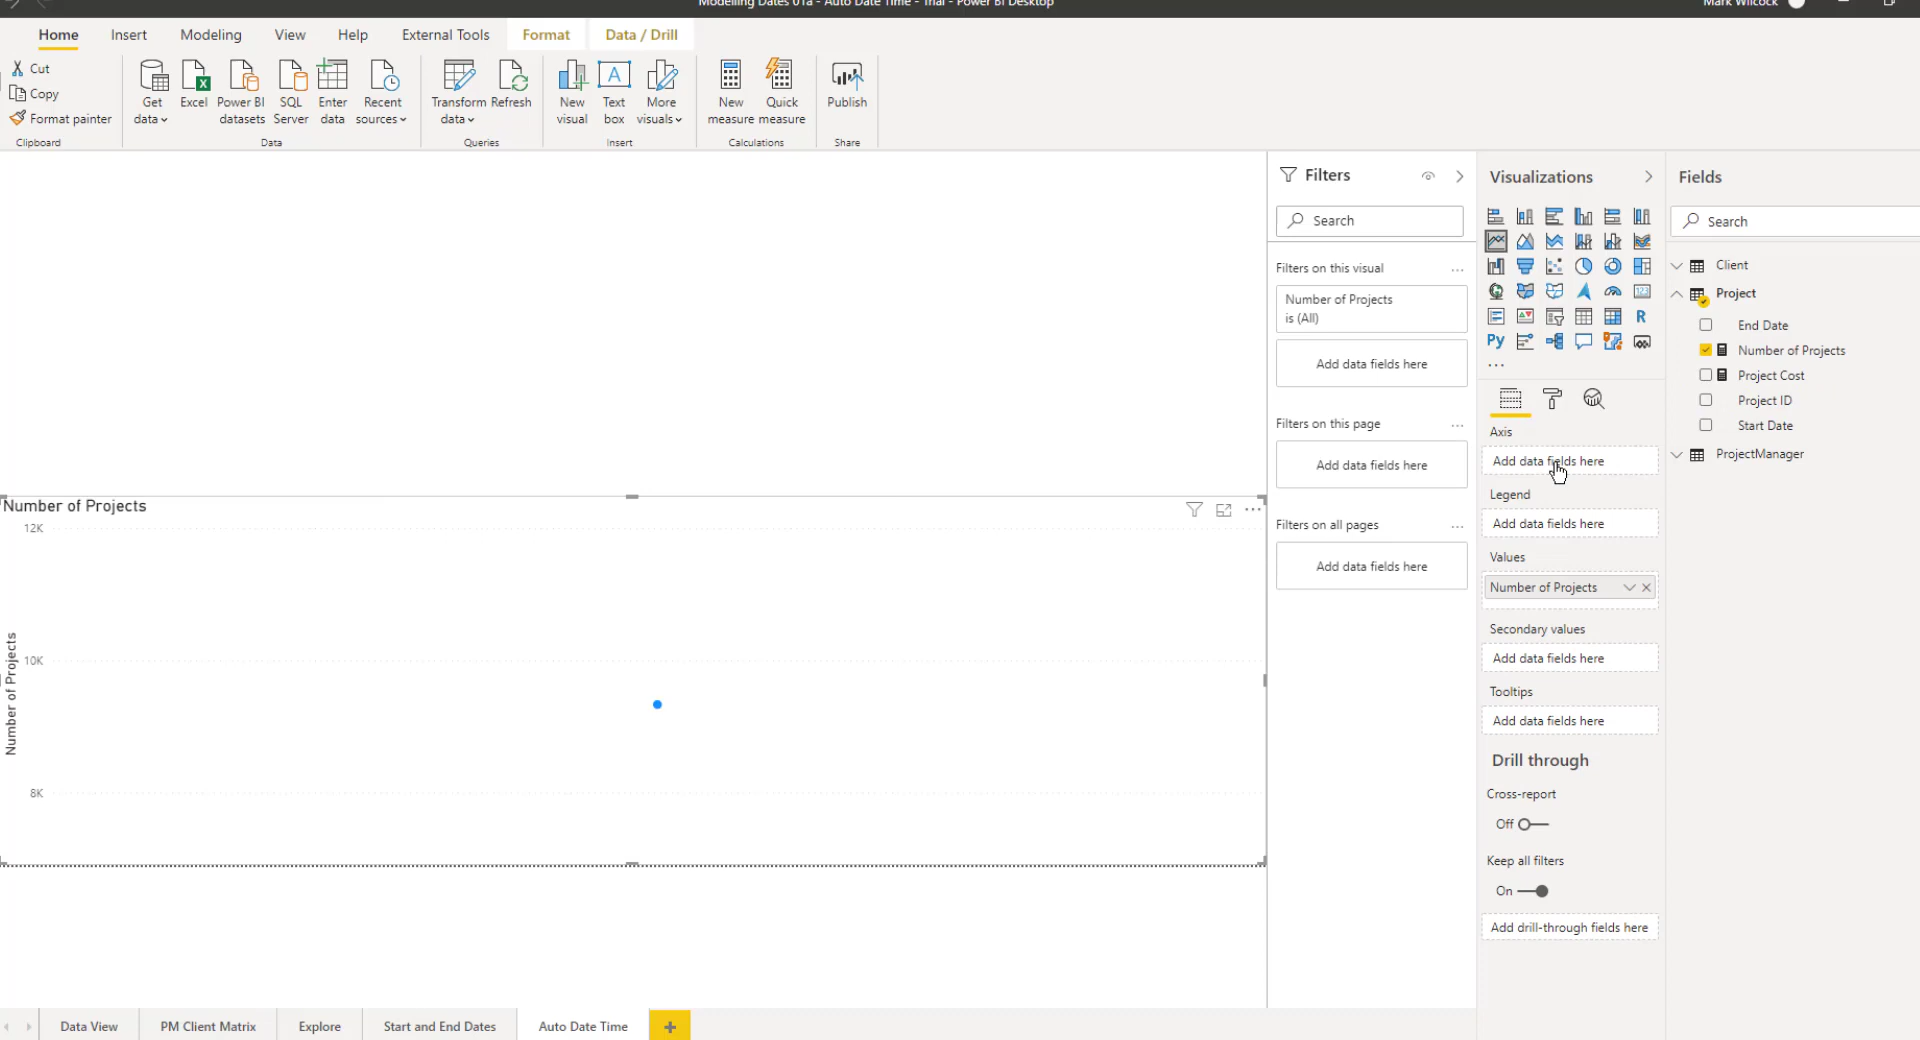 Modelling Dates 01a - Auto Date Time - Trial - Power BI Desktop
Mark Wilcock
Home
Insert
Modeling
View
Help
External Tools
Format
Data / Drill
Cut
Copy
Format painter
Clipboard
Get
data
Excel
Power BI
datasets
SQL
Server
Enter
data
Recent
sources
Data
Transform
data
Refresh
Queries
New
visual
A
Text
box
More
visuals
Insert
New
measure
Quick
measure
Calculations
Publish
Share
Number of Projects
12K
10K
8K
Number of Projects
Filters
Search
Filters on this visual
...
Number of Projects
is (All)
Add data fields here
Filters on this page
...
Add data fields here
Filters on all pages
...
Add data fields here
Visualizations
123
R
Py
...
Axis
Add data fields here
Legend
Add data fields here
Values
Number of Projects
Secondary values
Add data fields here
Tooltips
Add data fields here
Drill through
Cross-report
Off
Keep all filters
On
Add drill-through fields here
Fields
Search
Client
Project
End Date
Number of Projects
Project Cost
Project ID
Start Date
ProjectManager
Data View
PM Client Matrix
Explore
Start and End Dates
Auto Date Time
+